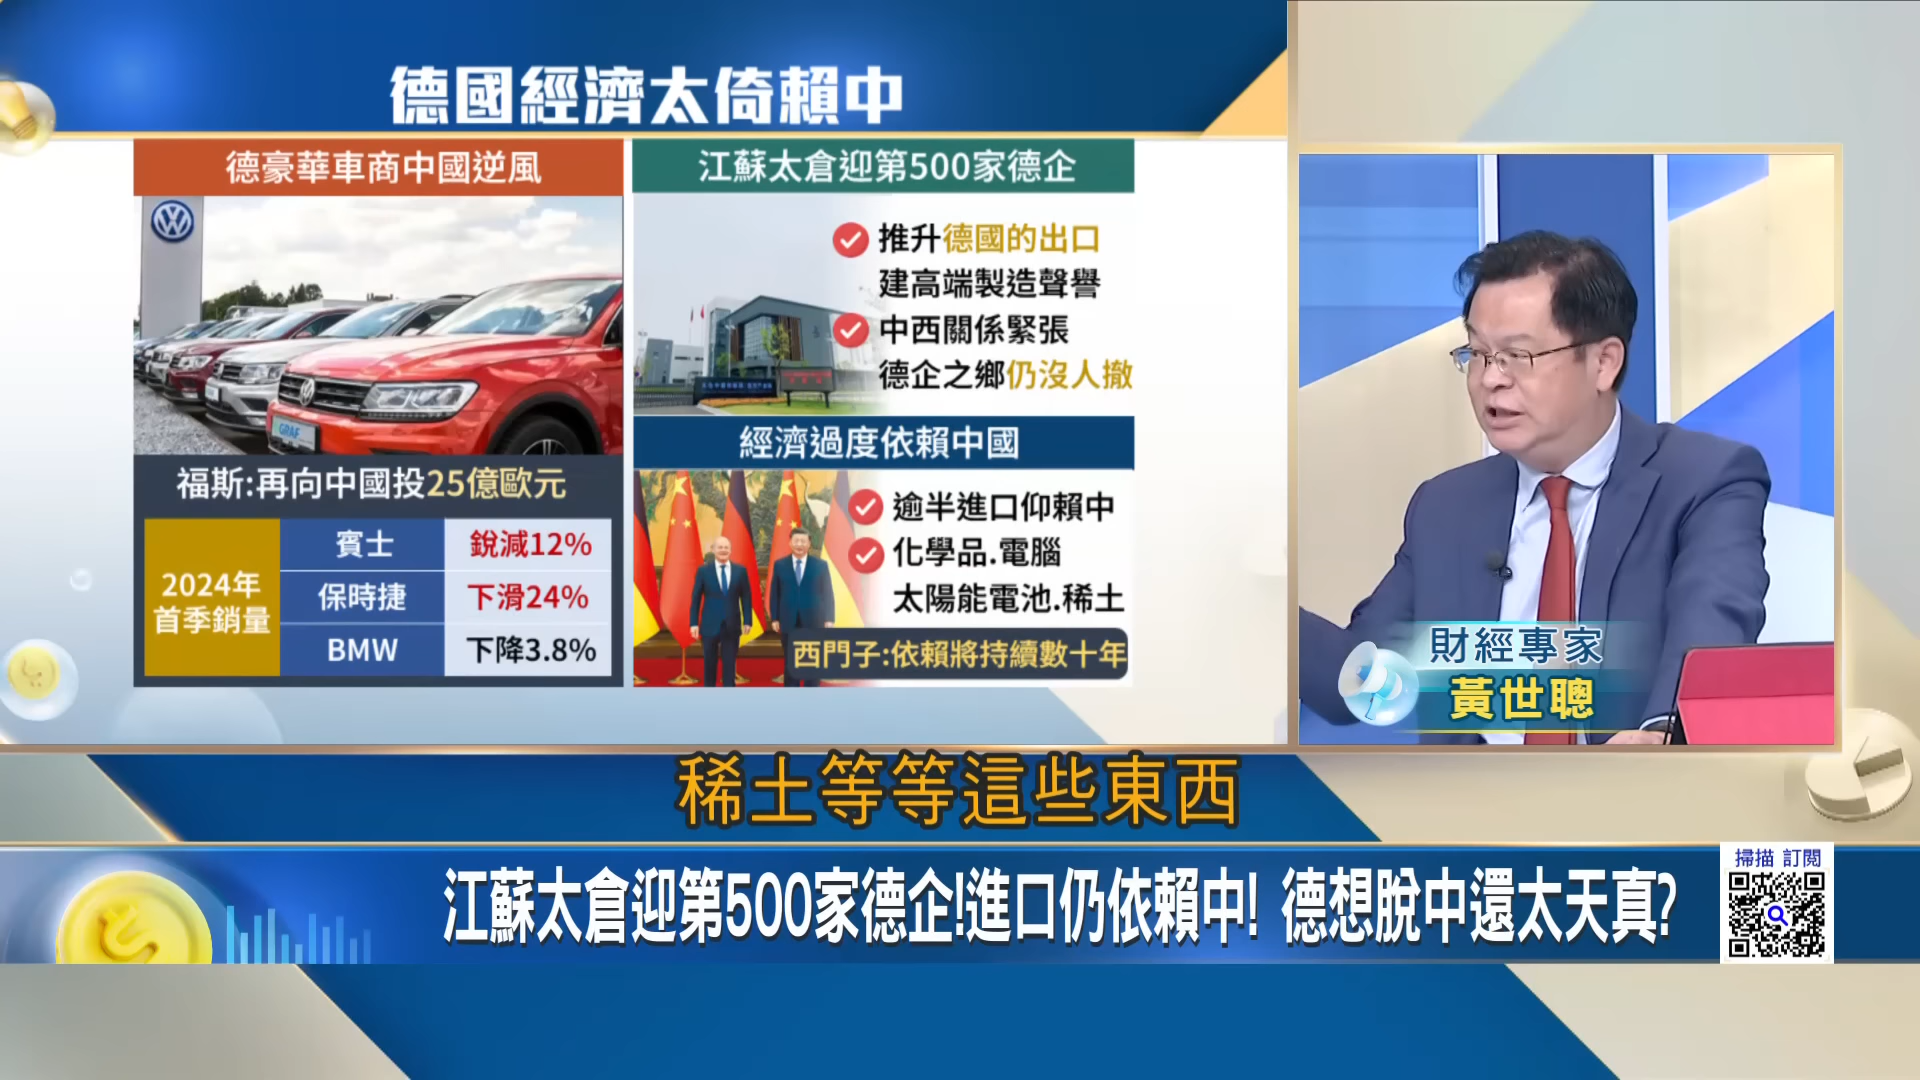 德國經濟太倚賴中
德豪華車商中國逆風
GRAF
福斯:再向中國投25億歐元
2024年
首季銷量
賓士
銳減12%
保時捷
下滑24%
BMW
下降3.8%
江蘇太倉迎第500家德企
推升德國的出口
建高端製造聲譽
中西關係緊張
德企之鄉仍沒人撤
經濟過度依賴中國
逾半進口仰賴中
化學品.電腦
太陽能電池.稀土
西門子:依賴將持續數十年
財經專家
黃世聰
稀土等等這些東西
江蘇太倉迎第500家德企!進口仍依賴中! 德想脫中還太天真?
掃描 訂閱